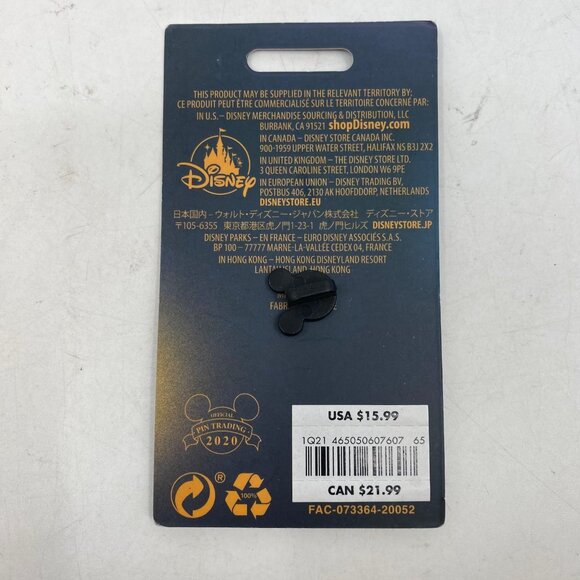 THIS PRODUCT MAY BE SUPPLIED IN THE RELEVANT TERRITORY BY:
CE PRODUIT PEUT ÊTRE COMMERCIALISÉ SUR LE TERRITOIRE CONCERNÉ PAR:
IN U.S. – DISNEY MERCHANDISE SOURCING & DISTRIBUTION, LLC
BURBANK, CA 91521 shopDisney.com
IN CANADA – DISNEY STORE CANADA INC.
900-1959 UPPER WATER STREET, HALIFAX NS B3J 2X2
IN UNITED KINGDOM – THE DISNEY STORE LTD.
3 QUEEN CAROLINE STREET, LONDON W6 9PE
IN EUROPEAN UNION – DISNEY TRADING BV,
POSTBUS 406, 2130 AK HOOFDDORP, NETHERLANDS
DISNEYSTORE.EU
Disney
日本国内 – ウォルト・ディズニー・ジャパン株式会社 ディズニー・ストア
〒105-6355 東京都港区虎ノ門1-23-1 虎ノ門ヒルズ DISNEYSTORE.JP
DISNEY PARKS – EN FRANCE – EURO DISNEY ASSOCIÉS S.A.S.
BP 100 – 77777 MARNE-LA-VALLÉE CEDEX 04, FRANCE
IN HONG KONG – HONG KONG DISNEYLAND RESORT
HONG KONG
OFFICIAL
PIN TRADING
2020
®
100%
USA $15.99
1Q21 465050607607 65
CAN $21.99
FAC-073364-20052